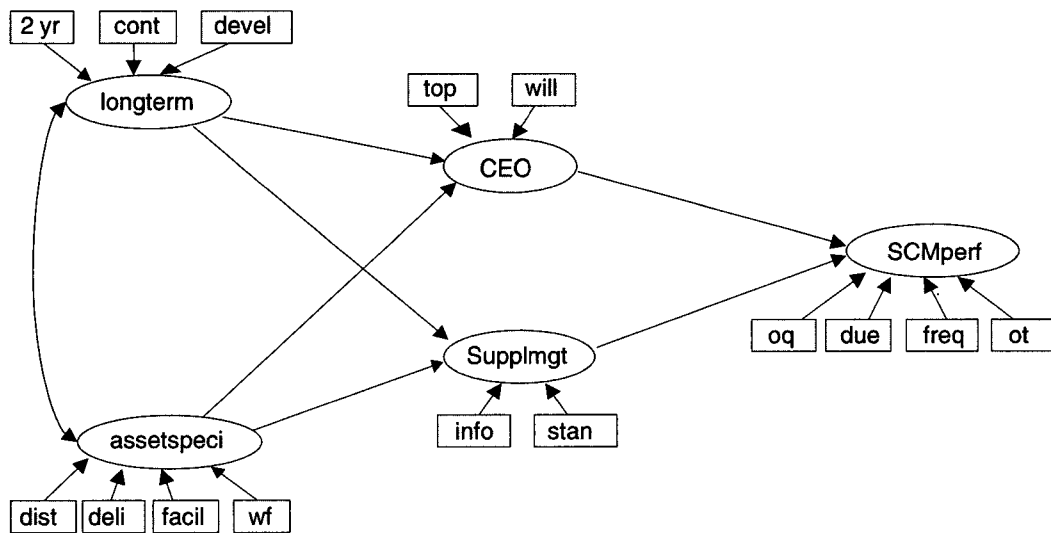 2 yr cont devel
longterm
top will
CEO
SCMperf
oq due freq ot
Supplmgt
info stan
assetspeci
dist deli facil wf